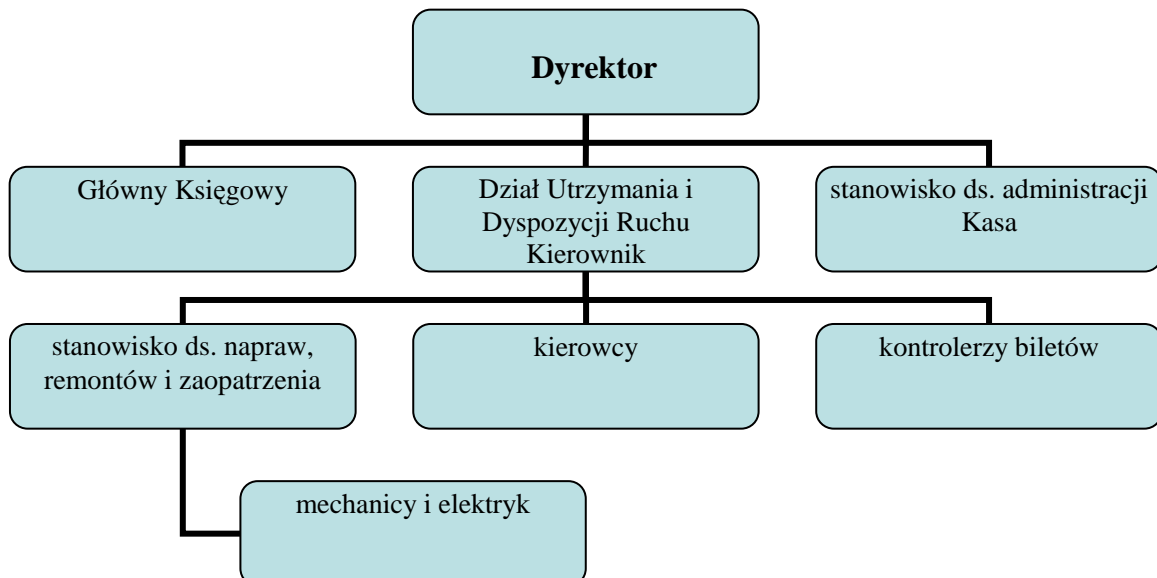 Dyrektor
Główny Księgowy
Dział Utrzymania i
Dyspozycji Ruchu
Kierownik
stanowisko ds. administracji
Kasa
stanowisko ds. napraw,
remontów i zaopatrzenia
kierowcy
kontrolerzy biletów
mechanicy i elektryk